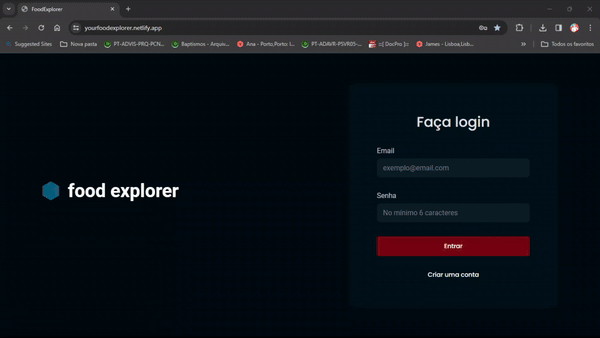 FoodExplorer
yourfoodexplorer.netlify.app
Suggested Sites
Nova pasta
PT-ADVIS-PRQ-PCN...
Baptismos - Arquiv...
Ana - Porto,Porto: I...
PT-ADAVR-PSVR05-...
::[ DocPro ]::
James - Lisboa,Lisb...
Todos os favoritos
food explorer
Faça login
Email
exemplo@email.com
Senha
No mínimo 6 caracteres
Entrar
Criar uma conta